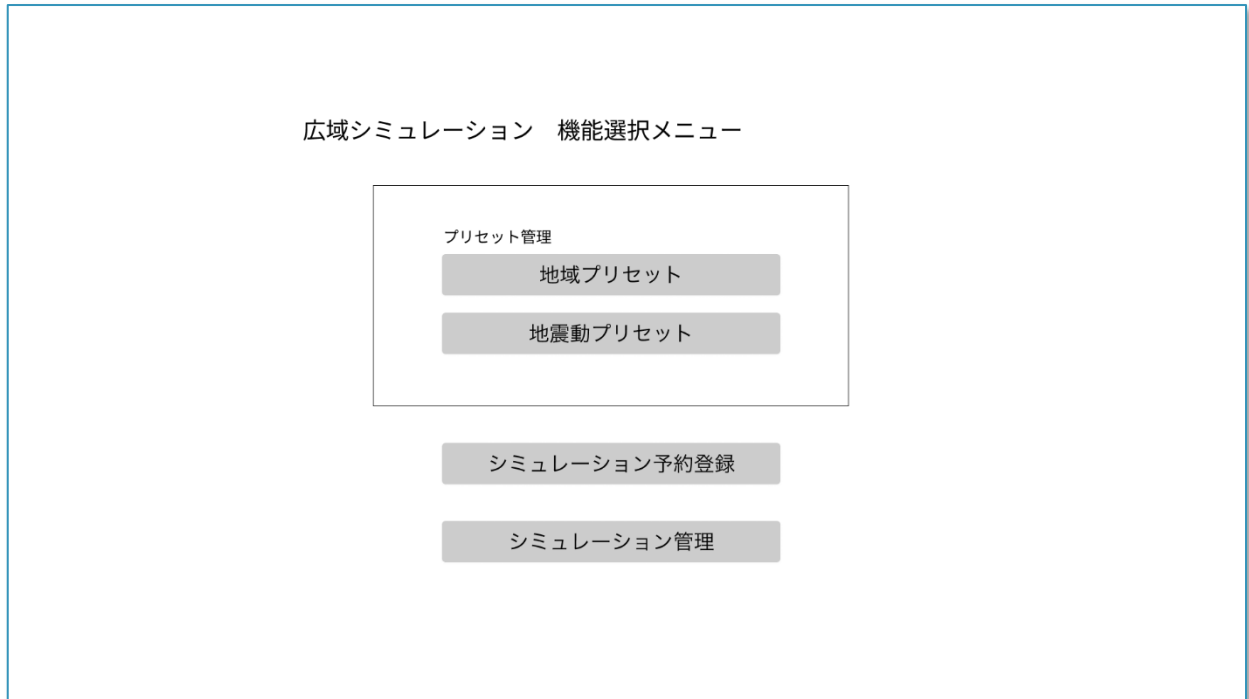 広域シミュレーション　機能選択メニュー
プリセット管理
地域プリセット
地震動プリセット
シミュレーション予約登録
シミュレーション管理